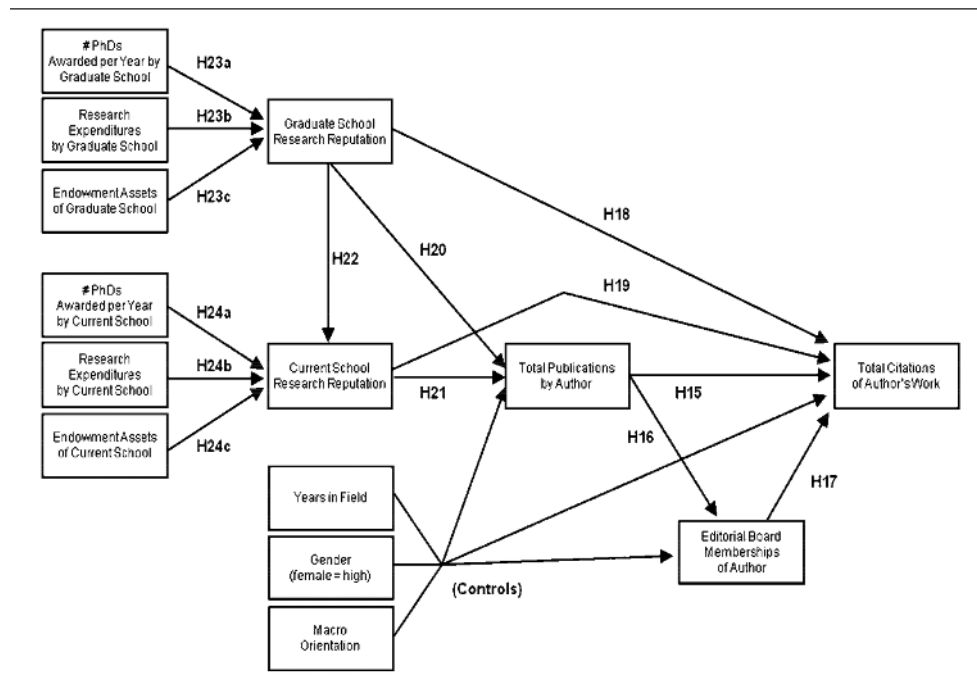 #PhDs
Awarded per Year by
Graduate School
H23a
Research
Expenditures
by Graduate School
H23b
Endowment Assets
of Graduate School
H23c
Graduate School
Research Reputation
H18
H20
H22
H19
#PhDs
Awarded per Year
by Current School
H24a
Research
Expenditures
by Current School
H24b
Endowment Assets
of Current School
H24c
Current School
Research Reputation
H21
Total Publications
by Author
H15
Total Citations
of Author's Work
H16
H17
Years in Field
Gender
(female = high)
Macro
Orientation
(Controls)
Editorial Board
Memberships
of Author